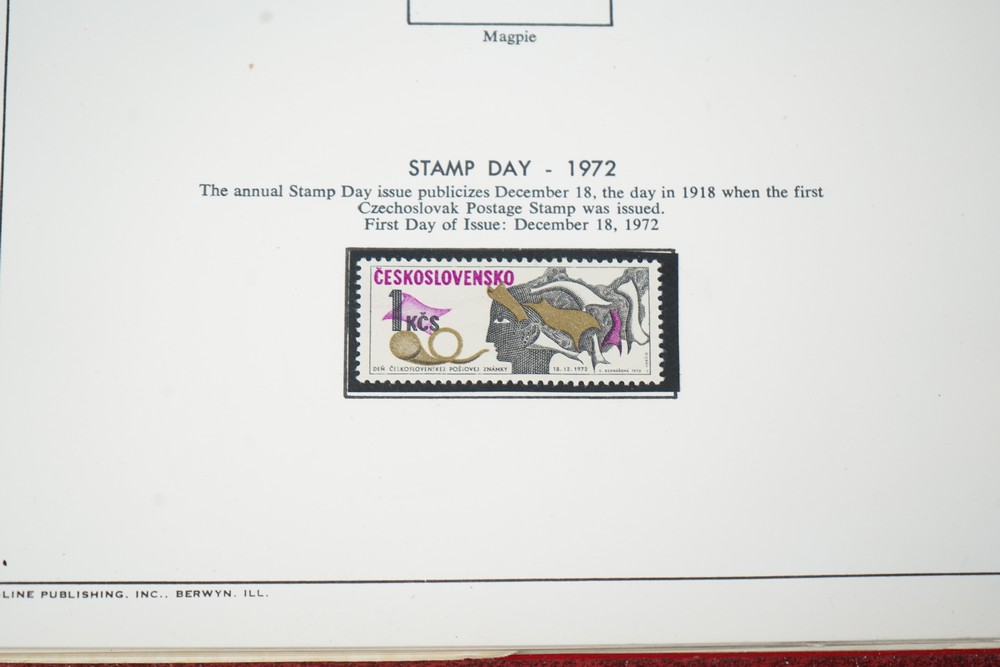 Magpie
STAMP DAY - 1972
The annual Stamp Day issue publicizes December 18, the day in 1918 when the first
Czechoslovak Postage Stamp was issued.
First Day of Issue: December 18, 1972
ČESKOSLOVENSKO
1 KČS
DEŇ ČESKOSLOVENSKEJ POŠTOVEJ ZNÁMKY 18.12.1972
LINE PUBLISHING, INC., BERWYN, ILL.